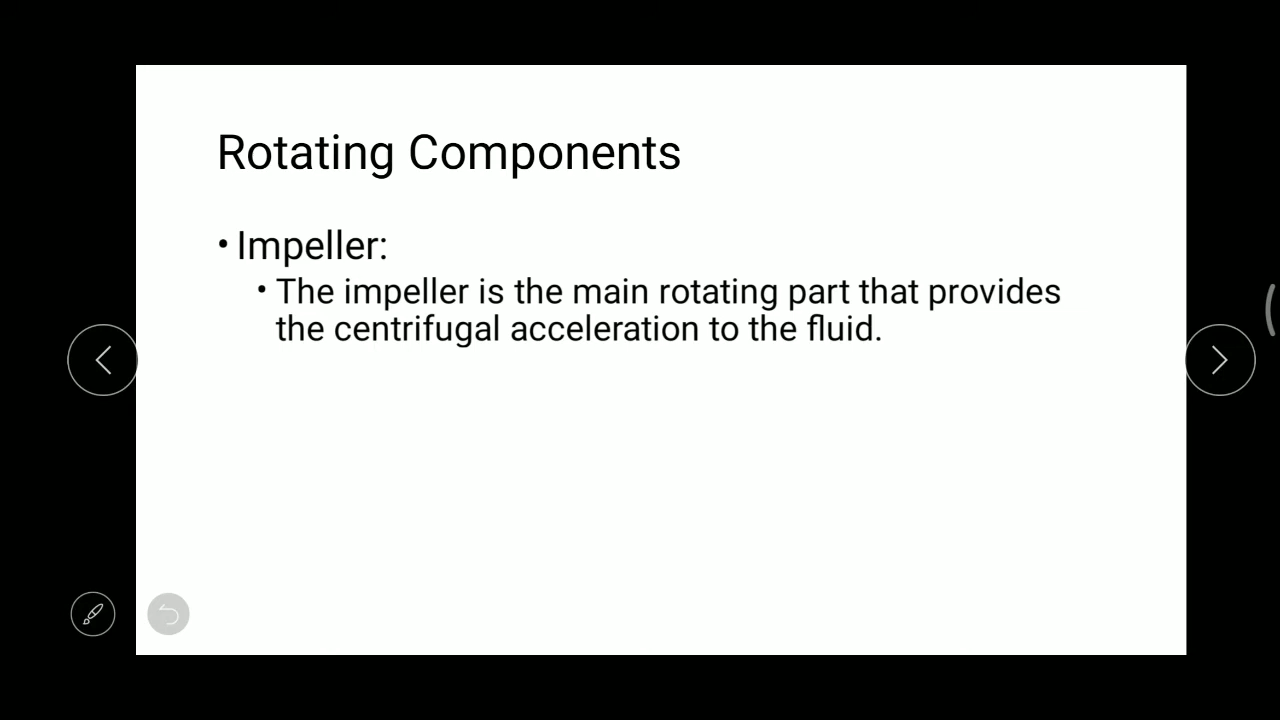 Rotating Components
• Impeller:
• The impeller is the main rotating part that provides
the centrifugal acceleration to the fluid.